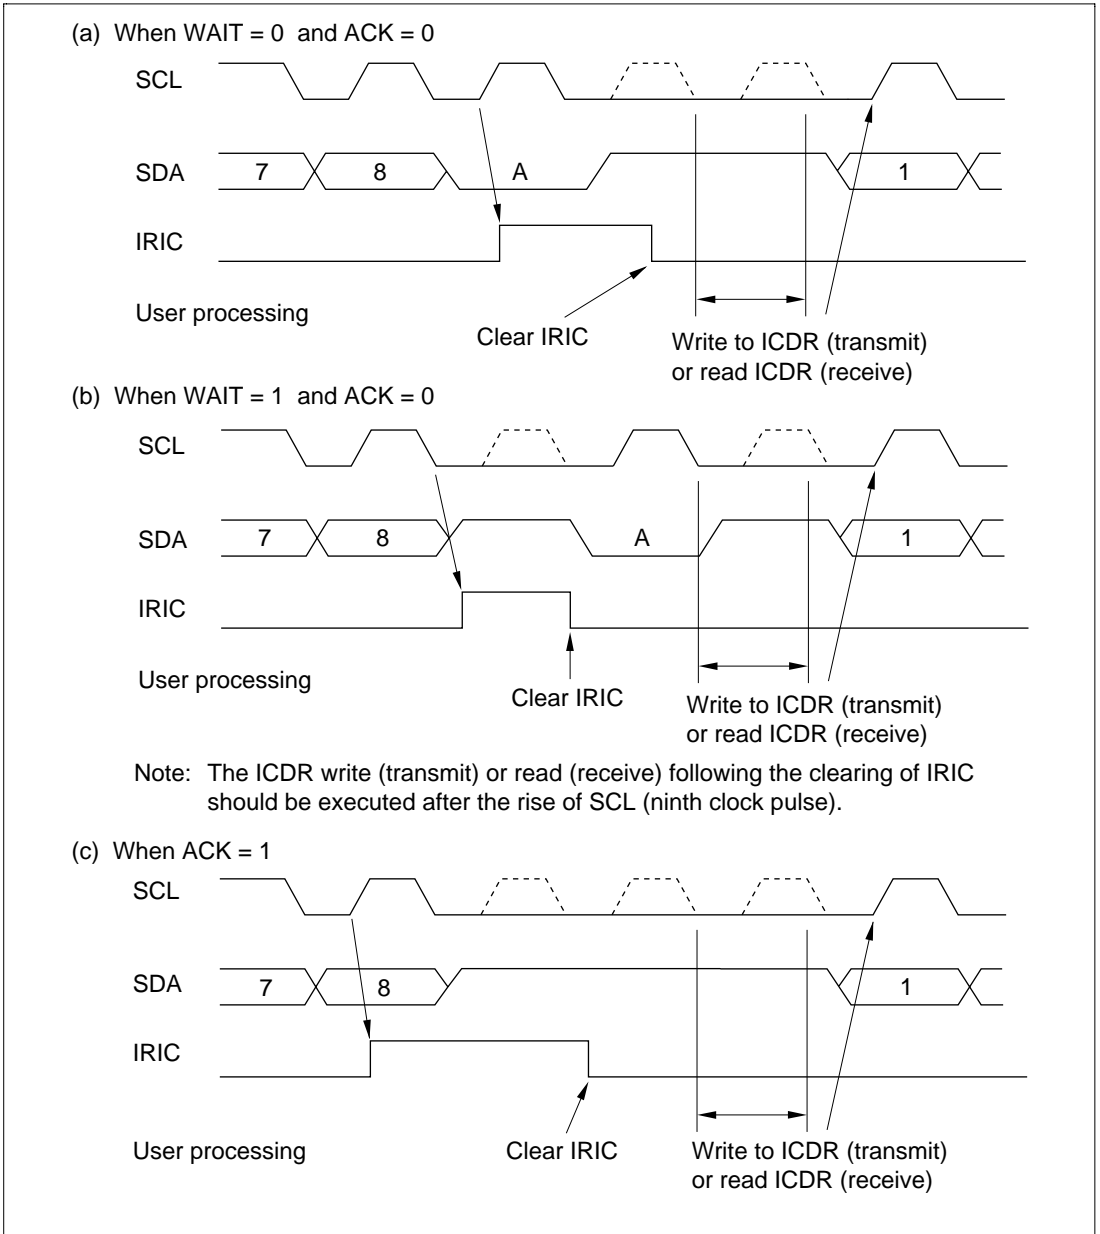 (a) When WAIT = 0 and ACK = 0
SCL
SDA
7 8 A 1
IRIC
User processing
Clear IRIC
Write to ICDR (transmit)
or read ICDR (receive)
(b) When WAIT = 1 and ACK = 0
SCL
SDA
7 8 A 1
IRIC
User processing
Clear IRIC
Write to ICDR (transmit)
or read ICDR (receive)
Note: The ICDR write (transmit) or read (receive) following the clearing of IRIC
should be executed after the rise of SCL (ninth clock pulse).
(c) When ACK = 1
SCL
SDA
7 8 1
IRIC
User processing
Clear IRIC
Write to ICDR (transmit)
or read ICDR (receive)